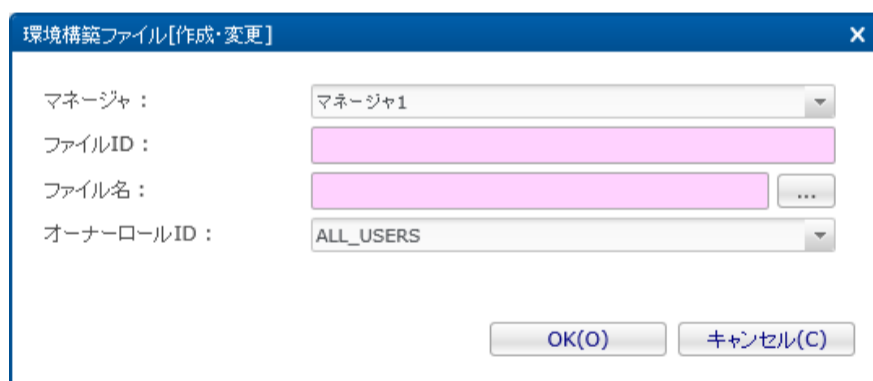 環境構築ファイル[作成・変更]
マネージャ： マネージャ1
ファイルID：
ファイル名： ...
オーナーロールID： ALL_USERS
OK(O) キャンセル(C)